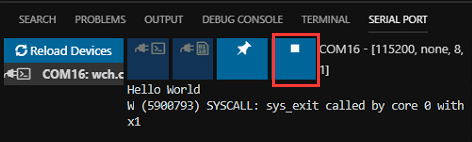 SEARCH PROBLEMS OUTPUT DEBUG CONSOLE TERMINAL SERIAL PORT
Reload Devices
COM16: wch.c
COM16 - [115200, none, 8,
1]
Hello World
W (5900793) SYSCALL: sys_exit called by core 0 with
x1